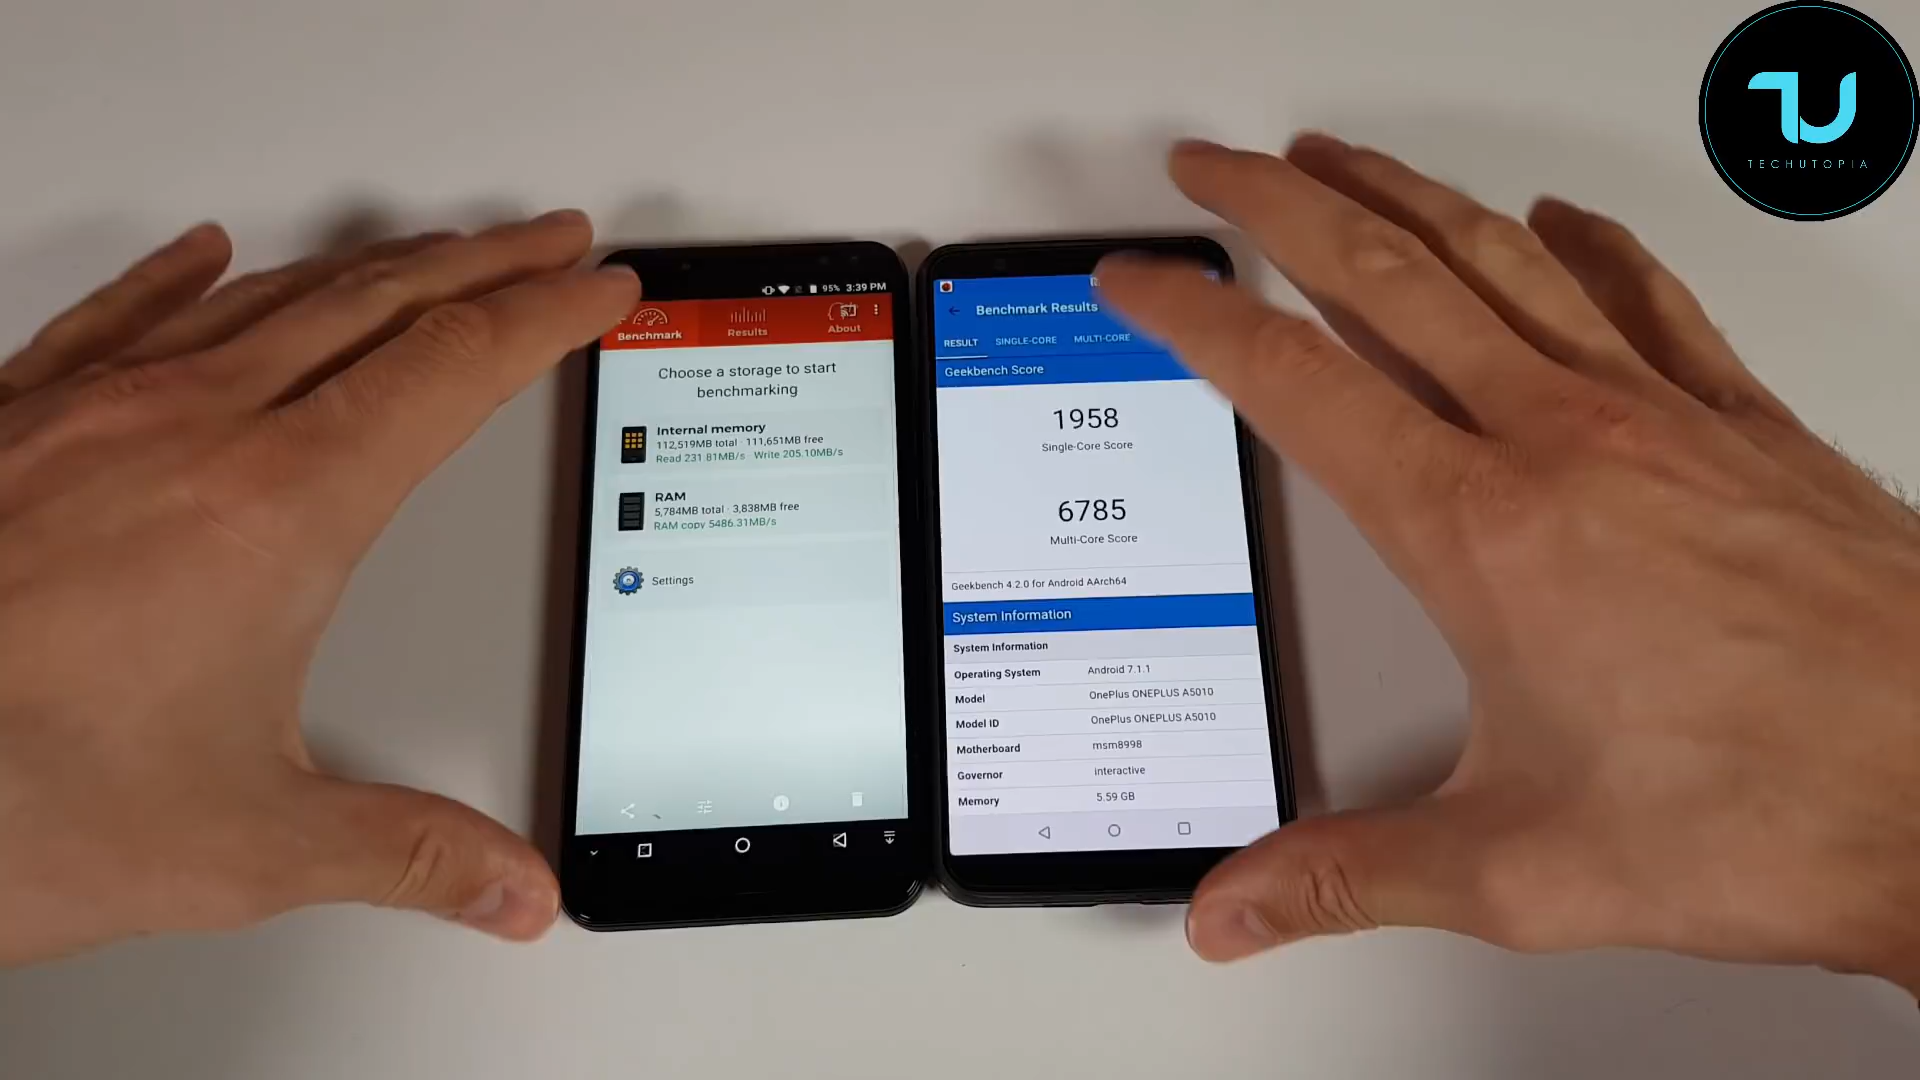 TU
TECHUTOPIA
95% 3:39 PM
Benchmark
Results
About
Choose a storage to start
benchmarking
Internal memory
112,519MB total · 111,651MB free
Read 231.81MB/s · Write 205.10MB/s
RAM
5,784MB total · 3,838MB free
RAM copy 5486.31MB/s
Settings
Benchmark Results
RESULT SINGLE-CORE MULTI-CORE
Geekbench Score
1958
Single-Core Score
6785
Multi-Core Score
Geekbench 4.2.0 for Android AArch64
System Information
System Information
Operating System Android 7.1.1
Model OnePlus ONEPLUS A5010
Model ID OnePlus ONEPLUS A5010
Motherboard msm8998
Governor interactive
Memory 5.59 GB